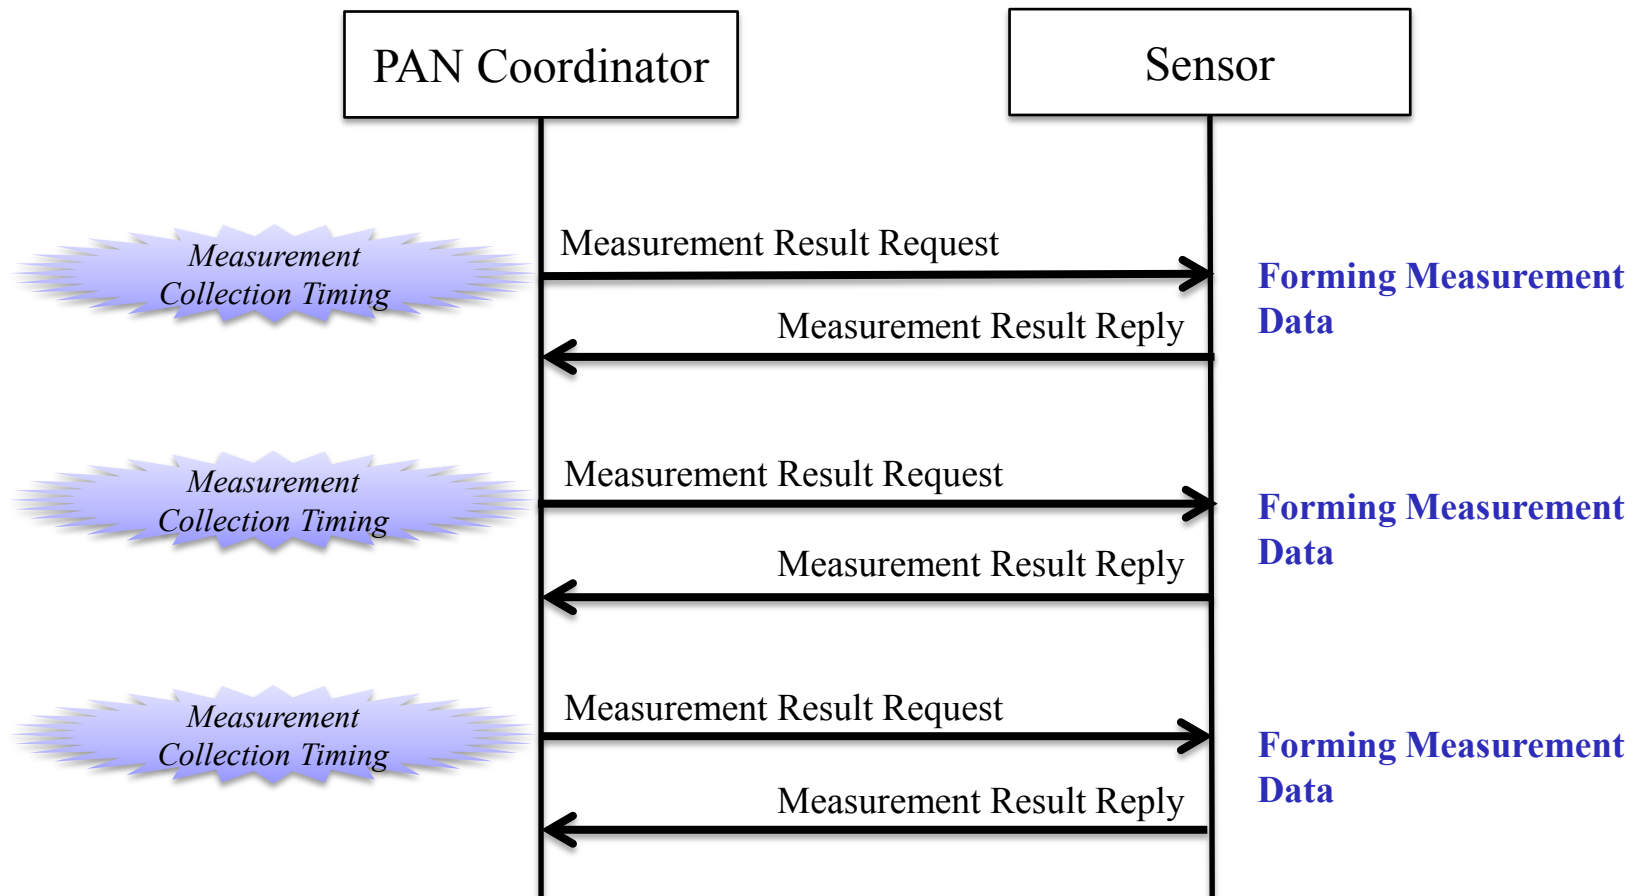 PAN Coordinator
Sensor
Measurement
Collection Timing
Measurement Result Request
Forming Measurement
Data
Measurement Result Reply
Measurement
Collection Timing
Measurement Result Request
Forming Measurement
Data
Measurement Result Reply
Measurement
Collection Timing
Measurement Result Request
Forming Measurement
Data
Measurement Result Reply